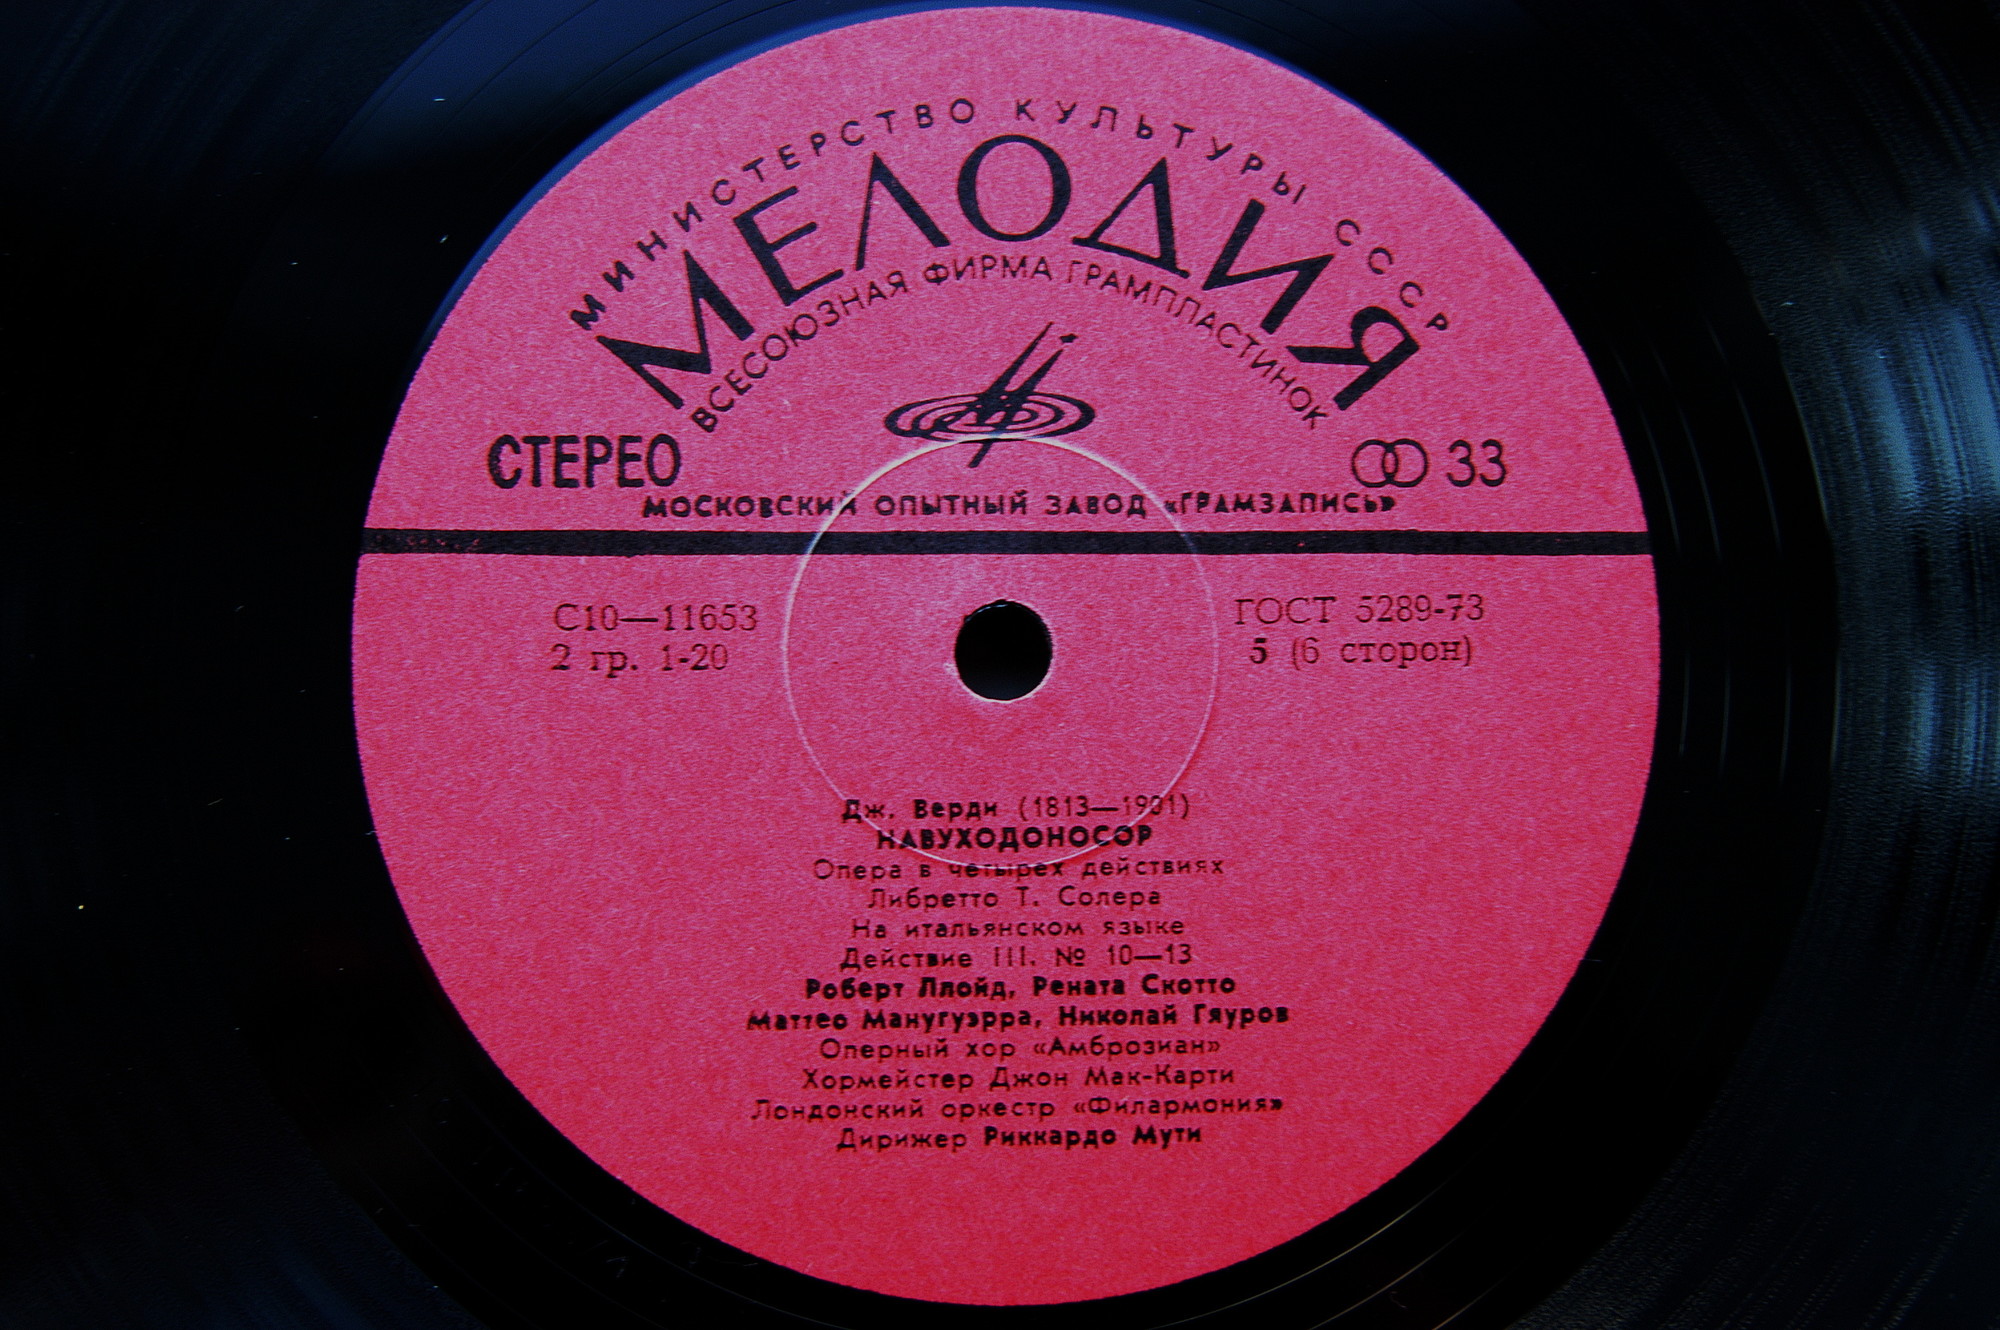 МИНИСТЕРСТВО КУЛЬТУРЫ СССР
МЕЛОДИЯ
ВСЕСОЮЗНАЯ ФИРМА ГРАМПЛАСТИНОК
СТЕРЕО
33
МОСКОВСКИЙ ОПЫТНЫЙ ЗАВОД «ГРАМЗАПИСЬ»
С10—11653
ГОСТ 5289-73
2 гр. 1-20
5 (6 сторон)
Дж. Верди (1813—1901)
НАВУХОДОНОСОР
Опера в четырех действиях
Либретто Т. Солера
На итальянском языке
Действие III. № 10—13
Роберт Ллойд, Рената Скотто
Маттео Манугуэрра, Николай Гяуров
Оперный хор «Амброзиан»
Хормейстер Джон Мак-Карти
Лондонский оркестр «Филармония»
Дирижер Риккардо Мути